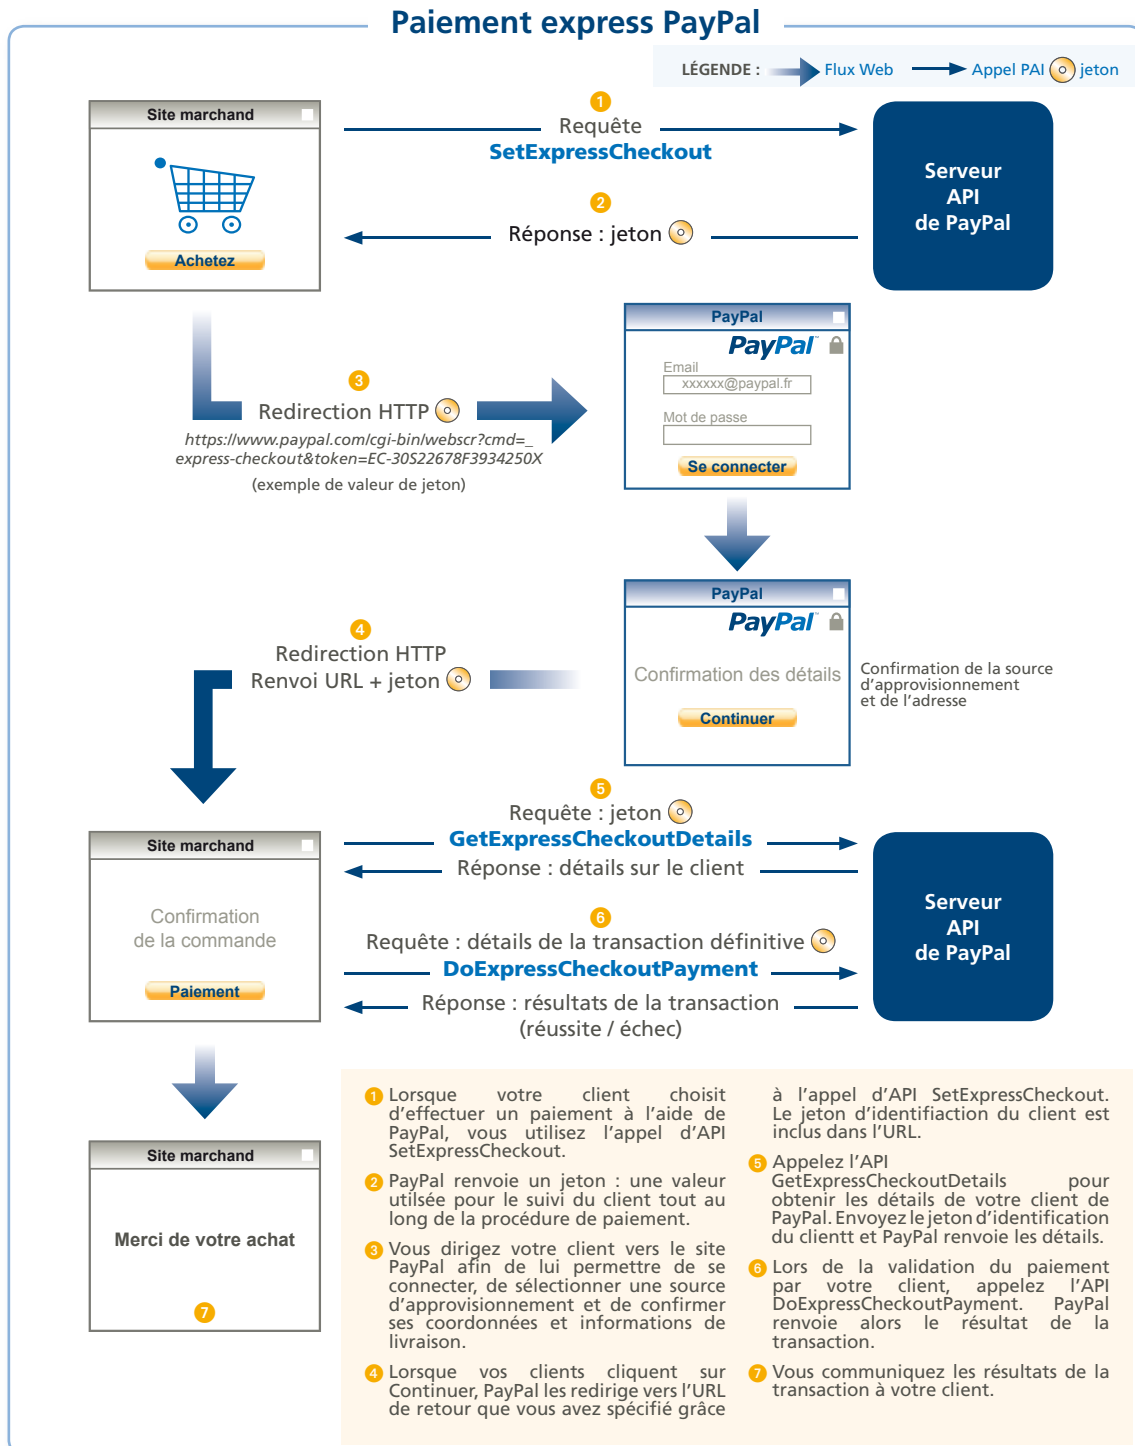 Paiement express PayPal
LÉGENDE : Flux Web Appel PAI jeton
Site marchand
Achetez
1
Requête
SetExpressCheckout
2
Réponse : jeton
Serveur
API
de PayPal
3
Redirection HTTP
https://www.paypal.com/cgi-bin/webscr?cmd=_
express-checkout&token=EC-30S22678F3934250X
(exemple de valeur de jeton)
PayPal
PayPal™
Email
xxxxxx@paypal.fr
Mot de passe
Se connecter
PayPal
PayPal™
Confirmation des détails
Continuer
Confirmation de la source
d'approvisionnement
et de l'adresse
4
Redirection HTTP
Renvoi URL + jeton
5
Requête : jeton
GetExpressCheckoutDetails
Réponse : détails sur le client
Site marchand
Confirmation
de la commande
Paiement
6
Requête : détails de la transaction définitive
DoExpressCheckoutPayment
Réponse : résultats de la transaction
(réussite / échec)
Serveur
API
de PayPal
Site marchand
Merci de votre achat
7
1 Lorsque votre client choisit
d'effectuer un paiement à l'aide de
PayPal, vous utilisez l'appel d'API
SetExpressCheckout.
2 PayPal renvoie un jeton : une valeur
utilsée pour le suivi du client tout au
long de la procédure de paiement.
3 Vous dirigez votre client vers le site
PayPal afin de lui permettre de se
connecter, de sélectionner une source
d'approvisionnement et de confirmer
ses coordonnées et informations de
livraison.
4 Lorsque vos clients cliquent sur
Continuer, PayPal les redirige vers l'URL
de retour que vous avez spécifié grâce
à l'appel d'API SetExpressCheckout.
Le jeton d'identifiaction du client est
inclus dans l'URL.
5 Appelez l'API
GetExpressCheckoutDetails pour
obtenir les détails de votre client de
PayPal. Envoyez le jeton d'identification
du clientt et PayPal renvoie les détails.
6 Lors de la validation du paiement
par votre client, appelez l'API
DoExpressCheckoutPayment. PayPal
renvoie alors le résultat de la
transaction.
7 Vous communiquez les résultats de la
transaction à votre client.